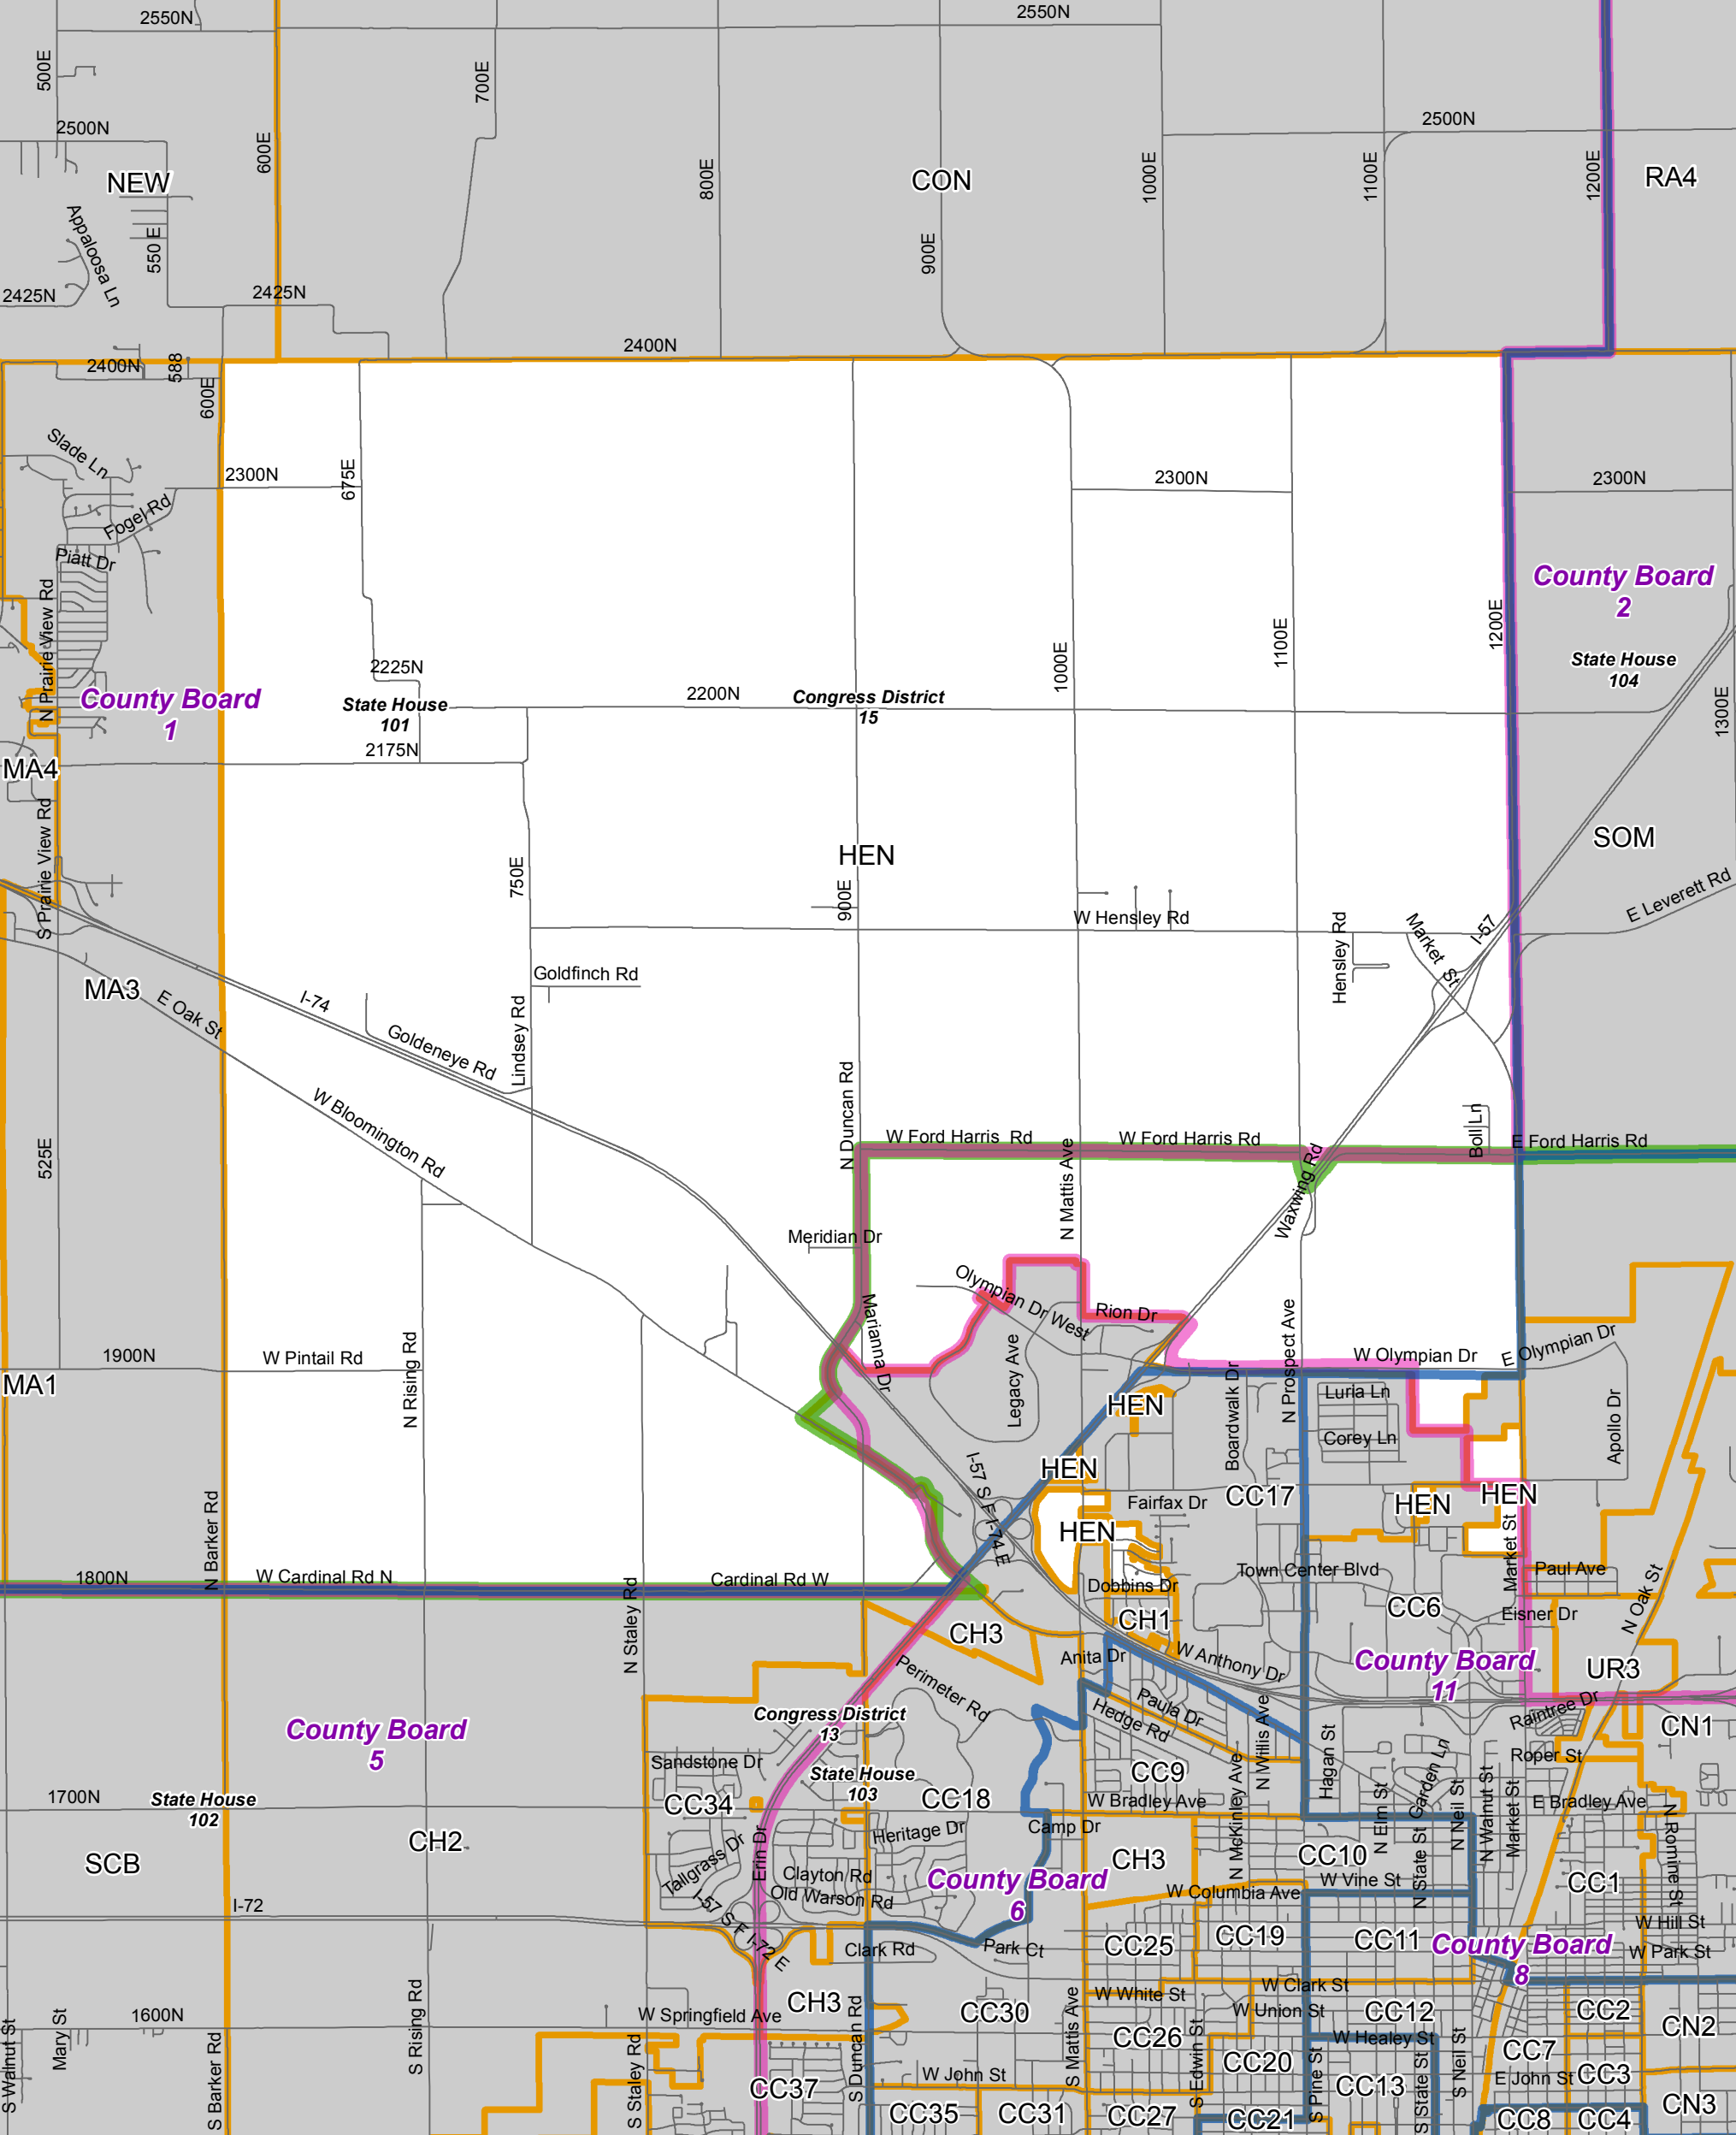 2550N
2550N
500E
700E
2500N
2500N
600E
NEW
800E
CON
1000E
1100E
1200E
RA4
Appaloosa Ln
550 E
900E
2425N
2425N
2400N
2400N
588
600E
Slade Ln
2300N
675E
2300N
2300N
Fogel Rd
Piatt Dr
County Board
2
N Prairie View Rd
1200E
1100E
1000E
2225N
State House
104
County Board
1
State House
101
2200N
Congress District
15
1300E
2175N
MA4
S Prairie View Rd
SOM
HEN
750E
900E
W Hensley Rd
E Leverett Rd
Hensley Rd
Market St
I-57
MA3
Goldfinch Rd
E Oak St
I-74
Goldeneye Rd
Lindsey Rd
W Bloomington Rd
N Duncan Rd
525E
W Ford Harris Rd
W Ford Harris Rd
Boll Ln
E Ford Harris Rd
N Mattis Ave
Waxwing Rd
Meridian Dr
Olympian Dr West
Rion Dr
Marianna Dr
N Prospect Ave
1900N
W Pintail Rd
N Rising Rd
W Olympian Dr
E Olympian Dr
MA1
Legacy Ave
HEN
Boardwalk Dr
Luria Ln
Corey Ln
Apollo Dr
HEN
I-57 S F I-74 E
CC17
Fairfax Dr
HEN
HEN
HEN
N Barker Rd
Market St
1800N
W Cardinal Rd N
Cardinal Rd W
N Staley Rd
Dobbins Dr
Town Center Blvd
Paul Ave
CC6
Eisner Dr
N Oak St
CH3
CH1
Anita Dr
W Anthony Dr
County Board
11
UR3
Perimeter Rd
Paula Dr
Hedge Rd
N Willis Ave
Raintree Dr
CN1
County Board
5
Congress District
13
Sandstone Dr
State House
103
Hagan St
Roper St
CC9
1700N
State House
102
CC34
CC18
W Bradley Ave
E Bradley Ave
N McKinley Ave
N Elm St
Garden Ln
N Neil St
N Walnut St
Market St
N Romine St
Camp Dr
Heritage Dr
CH2
SCB
Tallgrass Dr
Erin Dr
Clayton Rd
Old Warson Rd
CH3
CC10
County Board
6
W Vine St
W Columbia Ave
N State St
CC1
I-72
I-57 S F I-72 E
Clark Rd
Park Ct
CC25
CC19
CC11
County Board
8
W Hill St
W Park St
W Clark St
W White St
CH3
1600N
W Springfield Ave
CC30
W Union St
CC12
CC2
S Walnut St
Mary St
S Barker Rd
S Rising Rd
S Staley Rd
S Duncan Rd
S Mattis Ave
CC26
S Edwin St
W Healey St
CC20
CC7
CN2
CC37
W John St
S Pine St
CC13
S State St
S Neil St
E John St
CC3
CC35
CC31
CC27
CC21
CC8
CC4
CN3